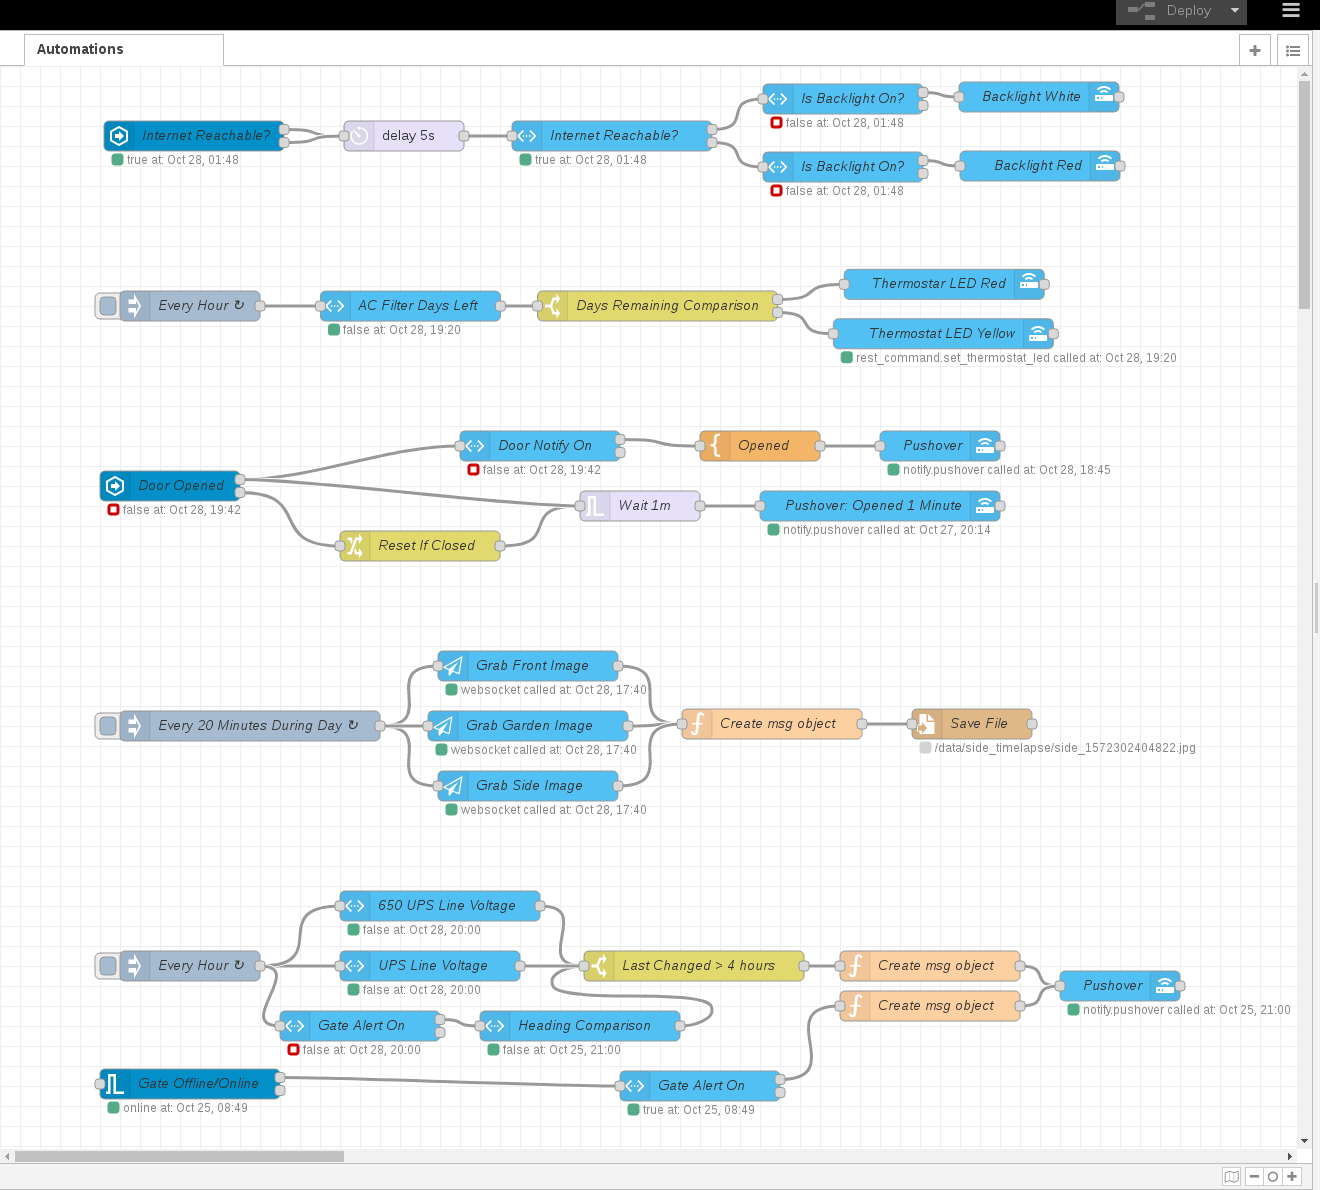 Deploy
Automations
Internet Reachable?
true at: Oct 28, 01:48
delay 5s
Internet Reachable?
true at: Oct 28, 01:48
Is Backlight On?
false at: Oct 28, 01:48
Backlight White
Is Backlight On?
false at: Oct 28, 01:48
Backlight Red
Every Hour ↻
AC Filter Days Left
false at: Oct 28, 19:20
Days Remaining Comparison
Thermostar LED Red
Thermostat LED Yellow
rest_command.set_thermostat_led called at: Oct 28, 19:20
Door Notify On
false at: Oct 28, 19:42
Opened
Pushover
notify.pushover called at: Oct 28, 18:45
Door Opened
false at: Oct 28, 19:42
Wait 1m
Pushover: Opened 1 Minute
notify.pushover called at: Oct 27, 20:14
Reset If Closed
Grab Front Image
websocket called at: Oct 28, 17:40
Every 20 Minutes During Day ↻
Grab Garden Image
websocket called at: Oct 28, 17:40
Create msg object
Save File
/data/side_timelapse/side_1572302404822.jpg
Grab Side Image
websocket called at: Oct 28, 17:40
650 UPS Line Voltage
false at: Oct 28, 20:00
Every Hour ↻
UPS Line Voltage
false at: Oct 28, 20:00
Last Changed > 4 hours
Create msg object
Create msg object
Pushover
notify.pushover called at: Oct 25, 21:00
Gate Alert On
false at: Oct 28, 20:00
Heading Comparison
false at: Oct 25, 21:00
Gate Offline/Online
online at: Oct 25, 08:49
Gate Alert On
true at: Oct 25, 08:49